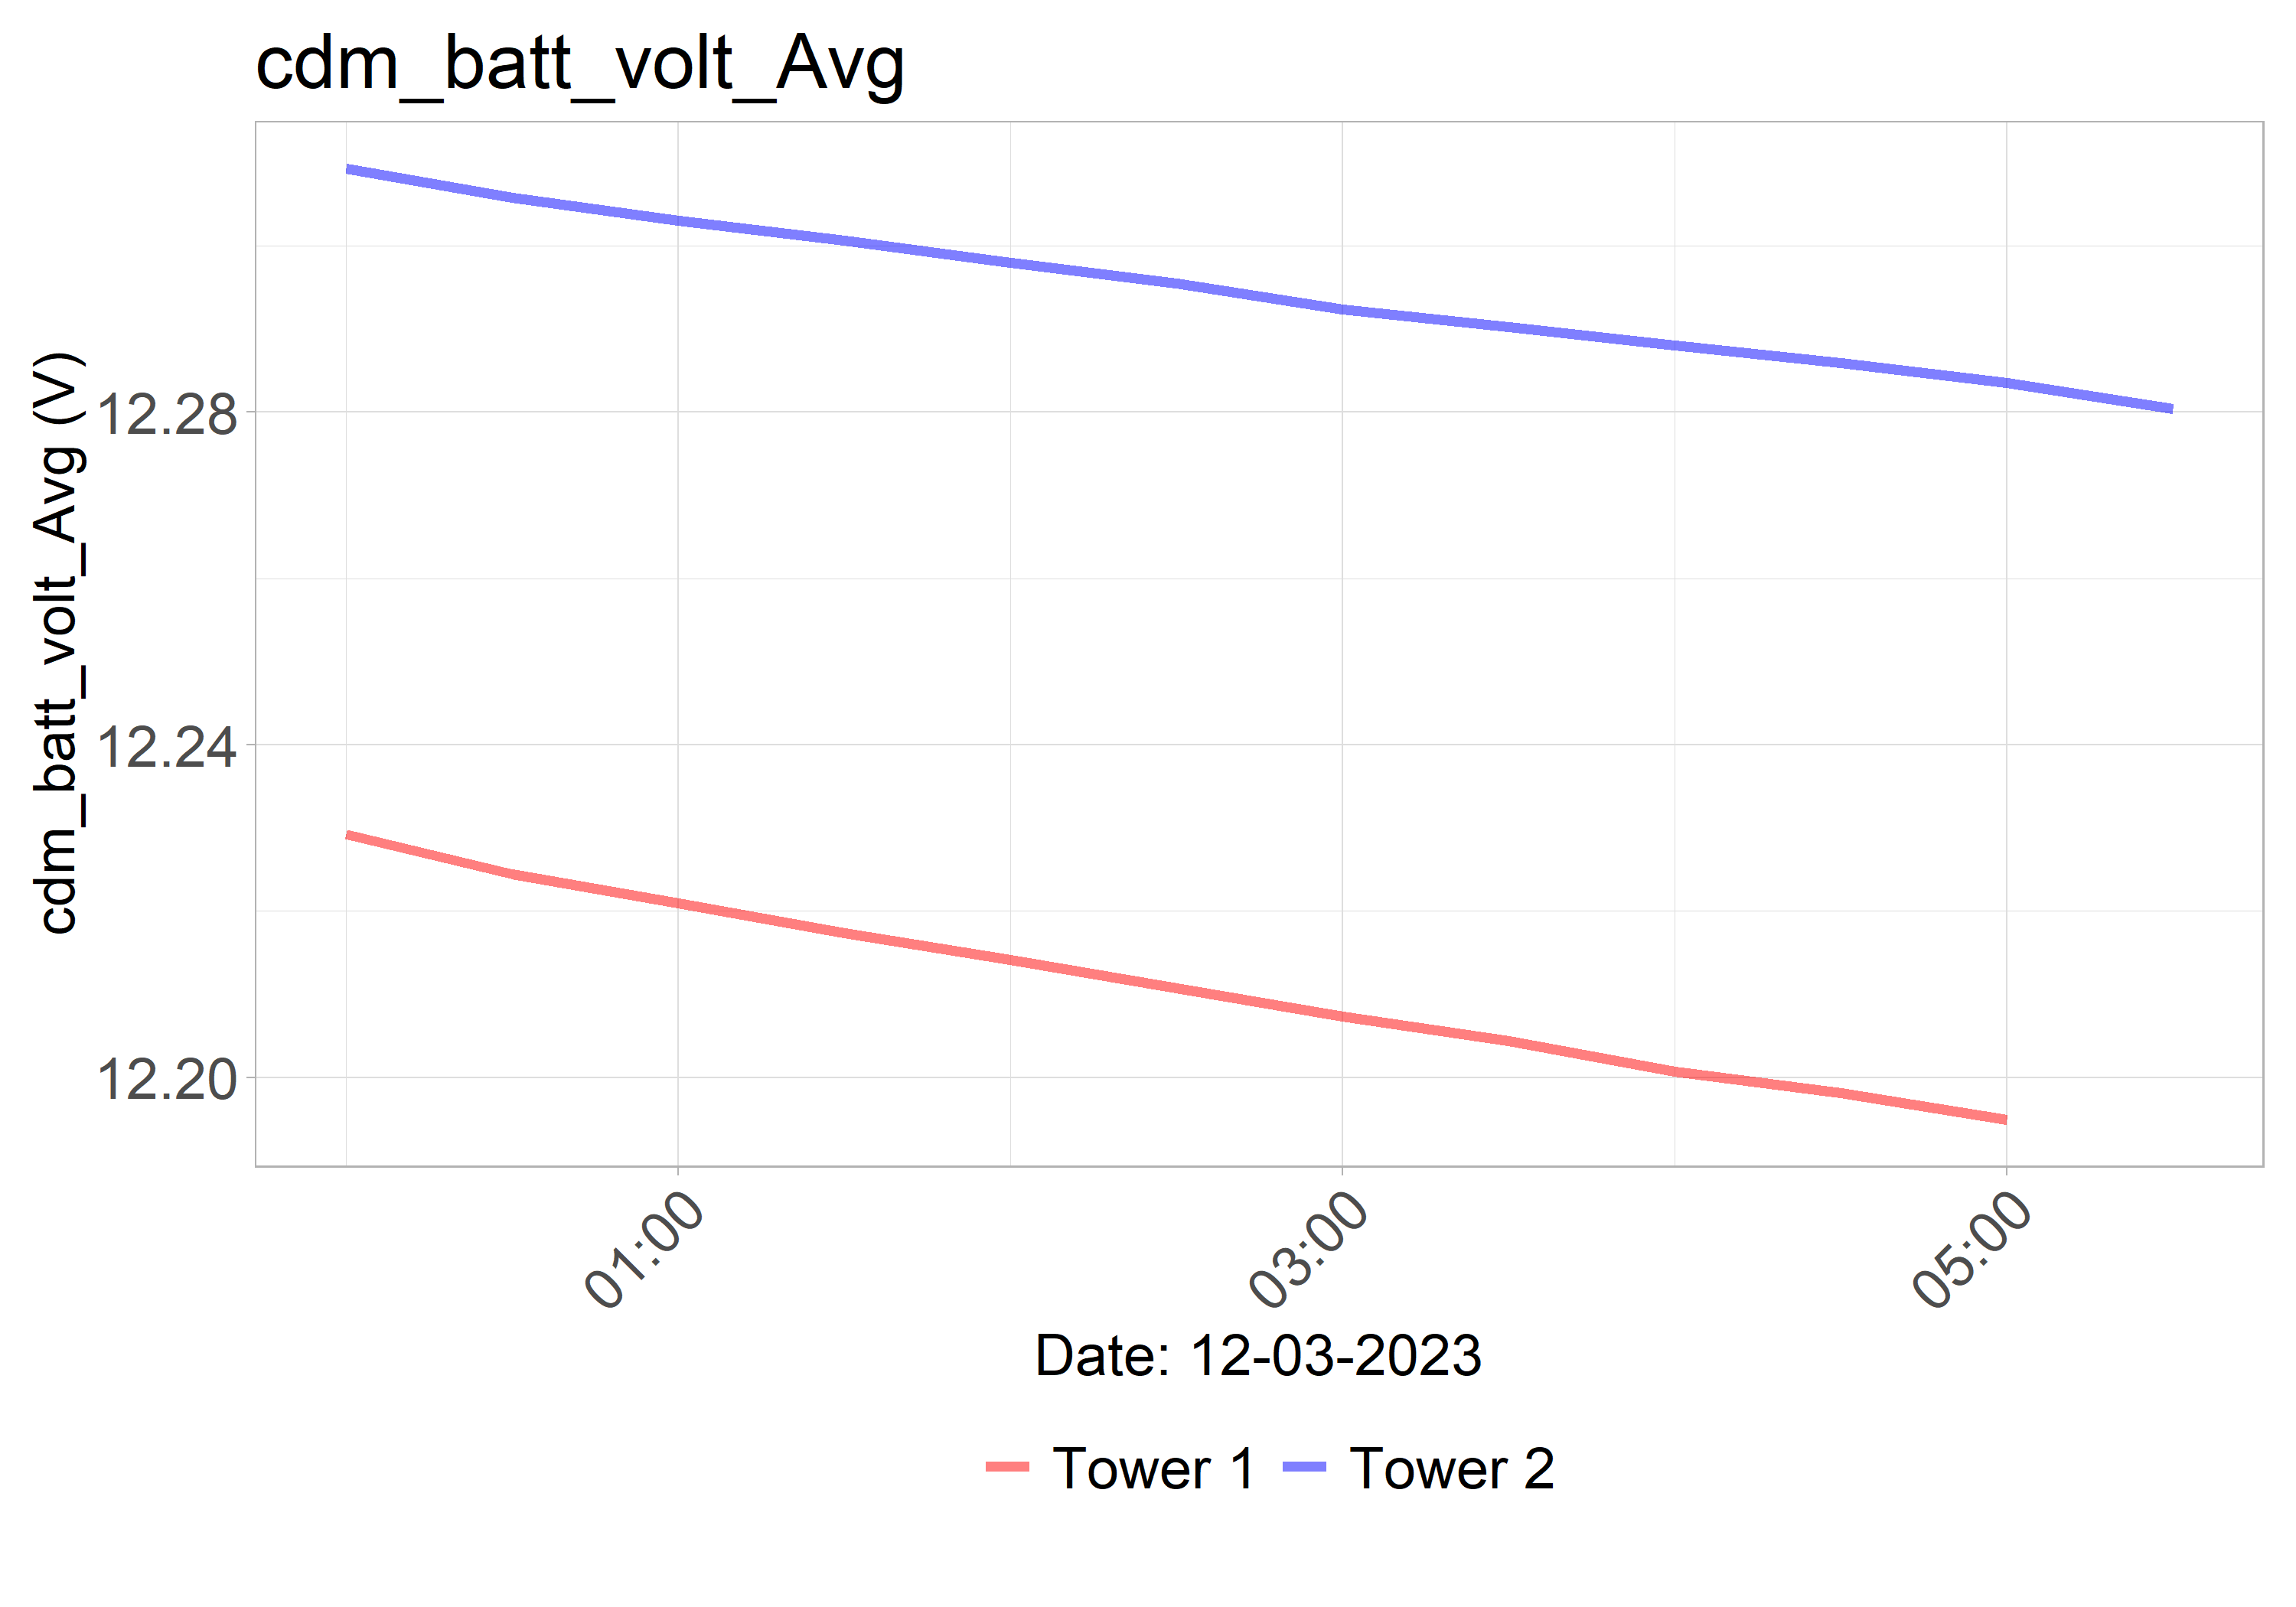 cdm_batt_volt_Avg
cdm_batt_volt_Avg (V)
12.28
12.24
12.20
01:00
03:00
05:00
Date: 12-03-2023
Tower 1
Tower 2